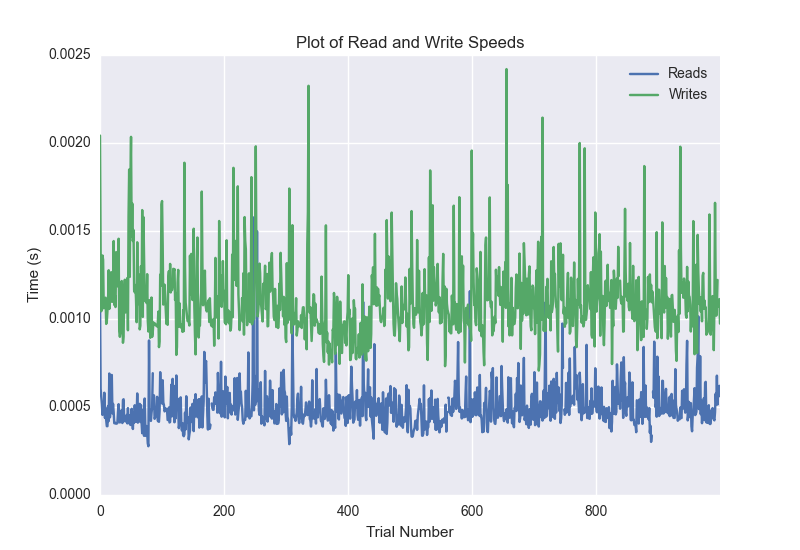 Plot of Read and Write Speeds
0.0025
Reads
Writes
0.0020
0.0015
0.0010
0.0005
0.0000
Time (s)
0
200
400
600
800
Trial Number